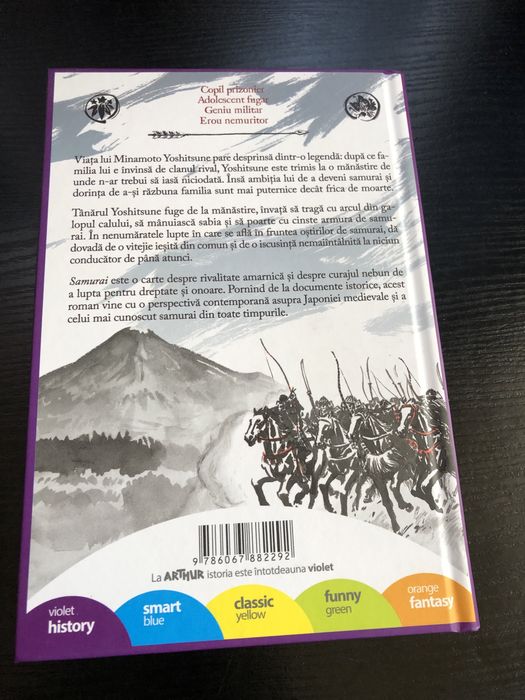 Copil prizonier
Adolescent fugar
Geniu militar
Erou nemuritor
Viața lui Minamoto Yoshitsune pare desprinsă dintr-o legendă: după ce fa-
milia lui e învinsă de clanul rival, Yoshitsune este trimis la o mănăstire de
unde n-ar trebui să iasă niciodată. Însă ambiția lui de a deveni samurai și
dorința de a-și răzbuna familia sunt mai puternice decât frica de moarte.
Tânărul Yoshitsune fuge de la mănăstire, învață să tragă cu arcul din ga-
lopul calului, să mânuiască sabia și să poarte cu cinste armura de samu-
rai. În nenumăratele lupte în care se află în fruntea oștirilor de samurai, dă
dovadă de o vitejie ieșită din comun și de o iscusință nemaiîntâlnită la niciun
conducător de până atunci.
Samurai este o carte despre rivalitate amarnică și despre curajul nebun de
a lupta pentru dreptate și onoare. Pornind de la documente istorice, acest
roman vine cu o perspectivă contemporană asupra Japoniei medievale și a
celui mai cunoscut samurai din toate timpurile.
9 786067 882292
La ARTHUR istoria este întotdeauna violet
violet
history
smart
blue
classic
yellow
funny
green
orange
fantasy